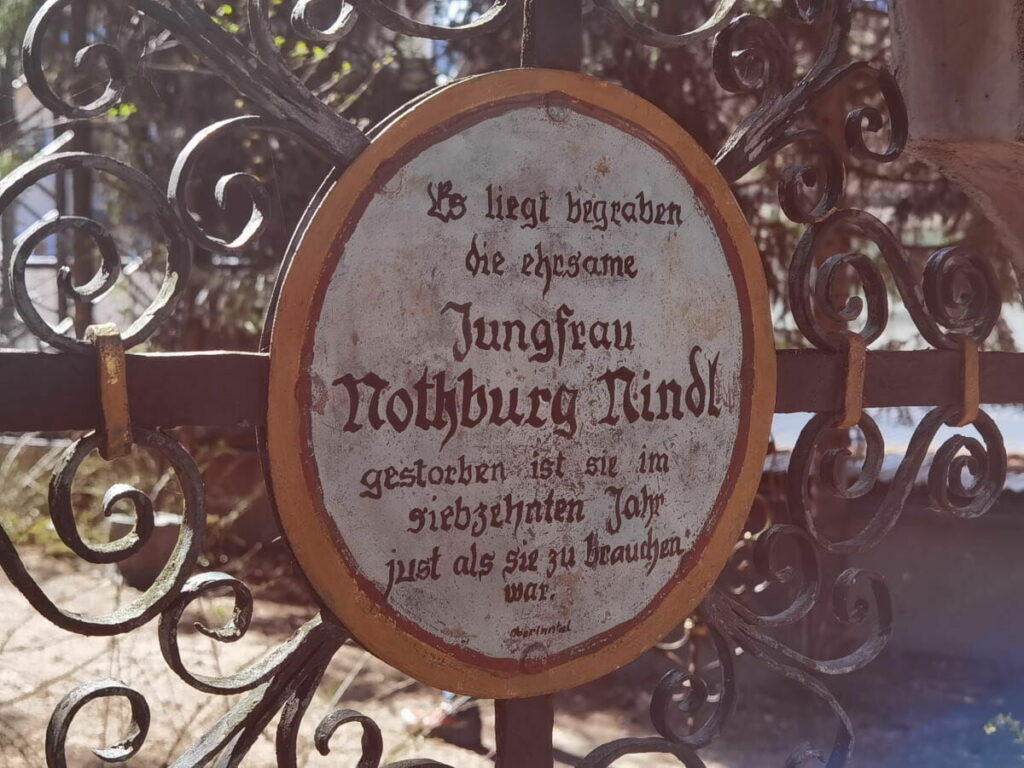 Es liegt begraben
die ehrsame
Jungfrau
Nothburg Nindl
gestorben ist sie im
siebzehnten Jahr
just als sie zu brauchen
war.
Oberinntal